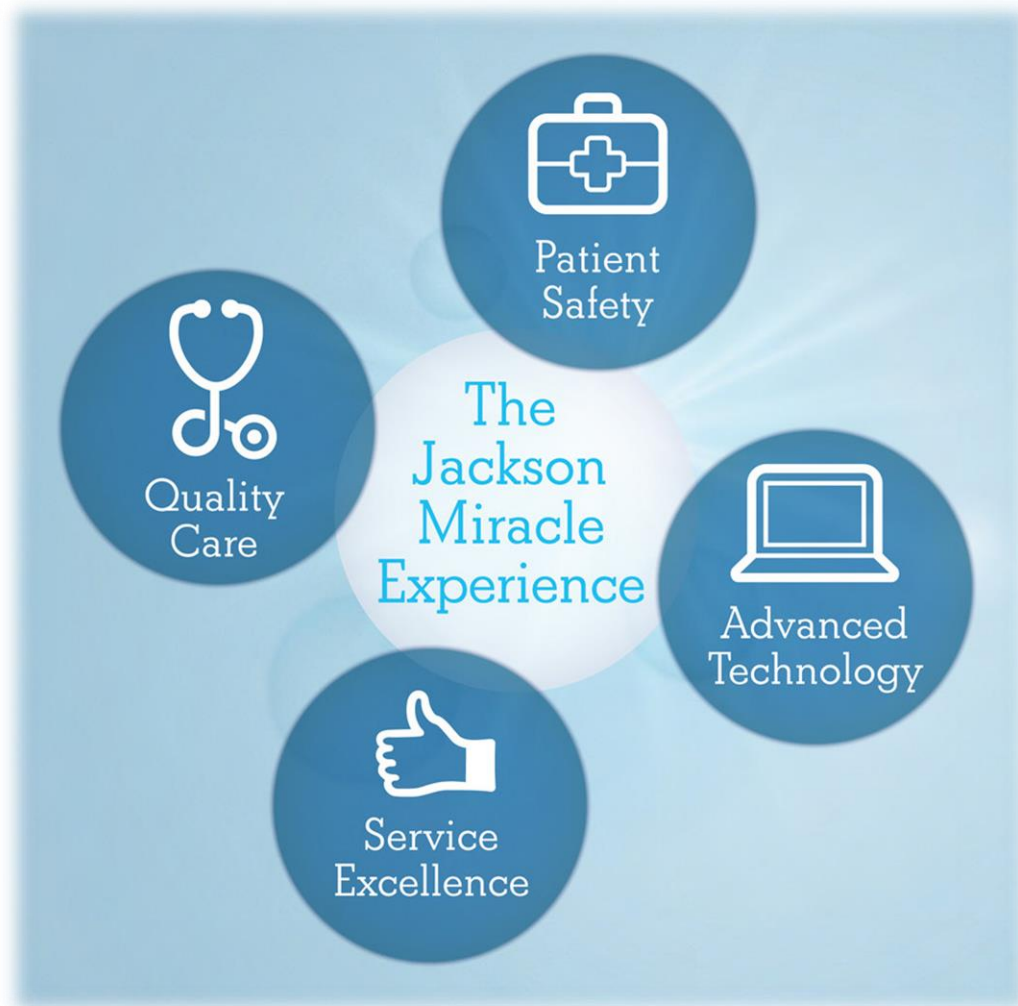 Patient
Safety
Quality
Care
The
Jackson
Miracle
Experience
Advanced
Technology
Service
Excellence